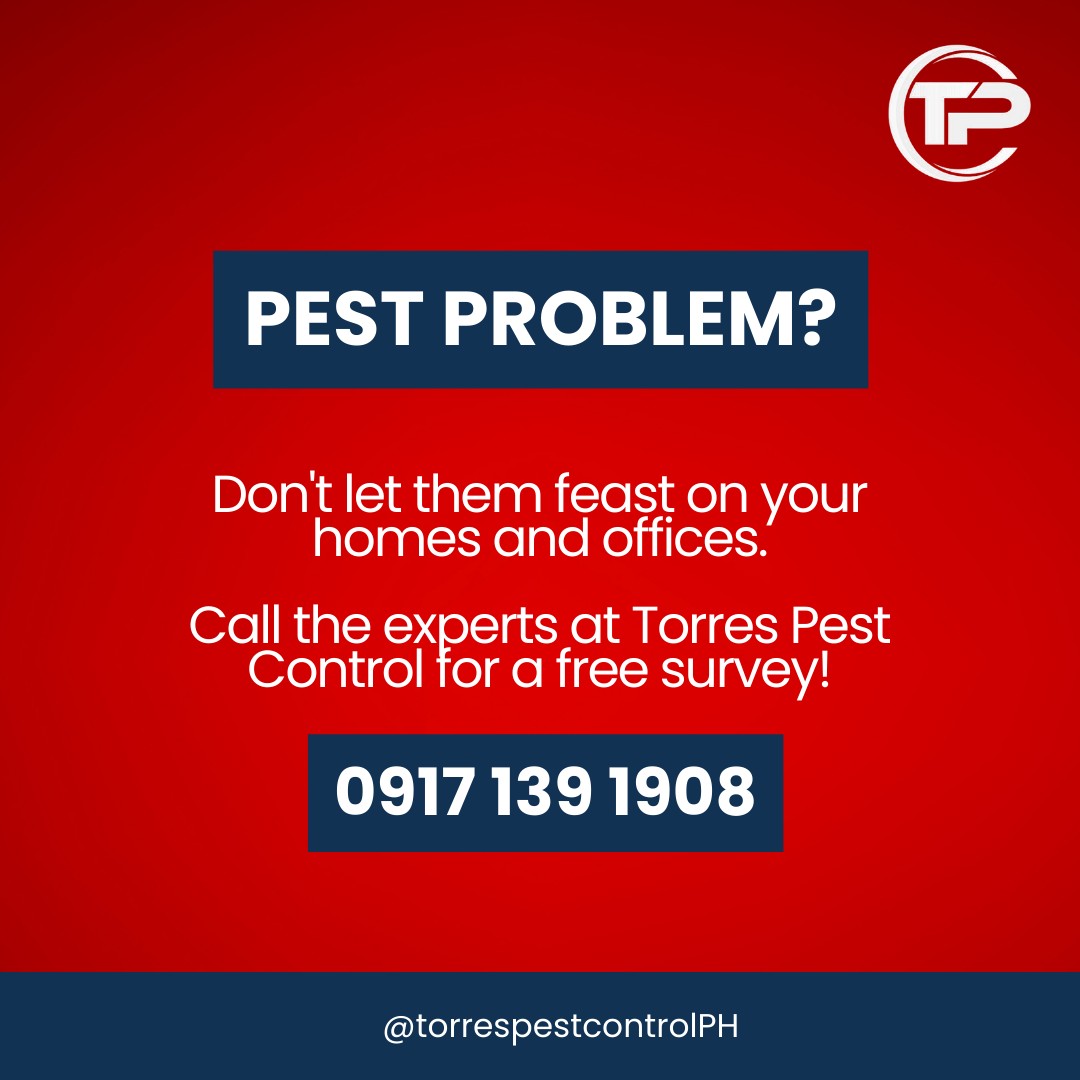 TP
PEST PROBLEM?
Don't let them feast on your
homes and offices.
Call the experts at Torres Pest
Control for a free survey!
0917 139 1908
@torrespestcontrolPH